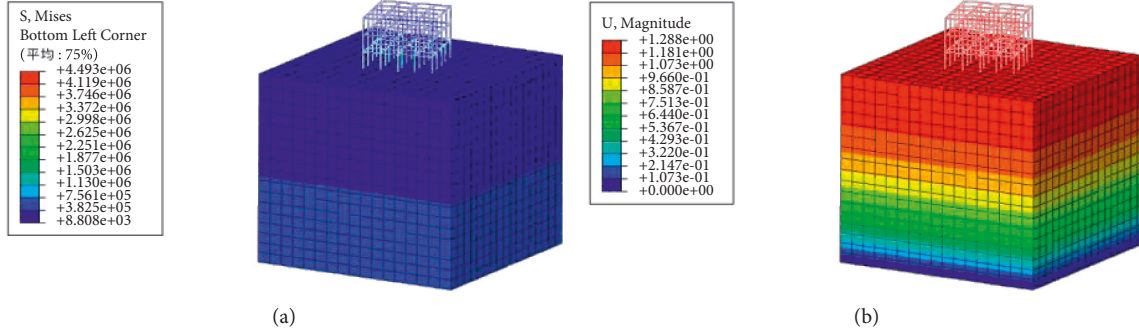 S, Mises
Bottom Left Corner
(平均 : 75%)
+4.493e+06
+4.119e+06
+3.746e+06
+3.372e+06
+2.998e+06
+2.625e+06
+2.251e+06
+1.877e+06
+1.503e+06
+1.130e+06
+7.561e+05
+3.825e+05
+8.808e+03
(a)
U, Magnitude
+1.288e+00
+1.181e+00
+1.073e+00
+9.660e-01
+8.587e-01
+7.513e-01
+6.440e-01
+5.367e-01
+4.293e-01
+3.220e-01
+2.147e-01
+1.073e-01
+0.000e+00
(b)